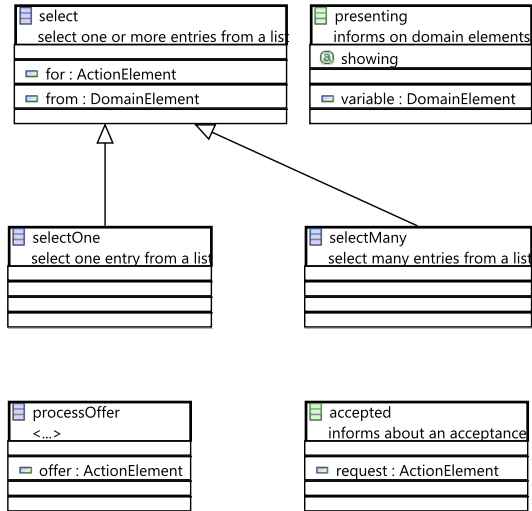 select
select one or more entries from a list
for : ActionElement
from : DomainElement
presenting
informs on domain elements
@ showing
variable : DomainElement
selectOne
select one entry from a list
selectMany
select many entries from a list
processOffer
<...>
offer : ActionElement
accepted
informs about an acceptance
request : ActionElement